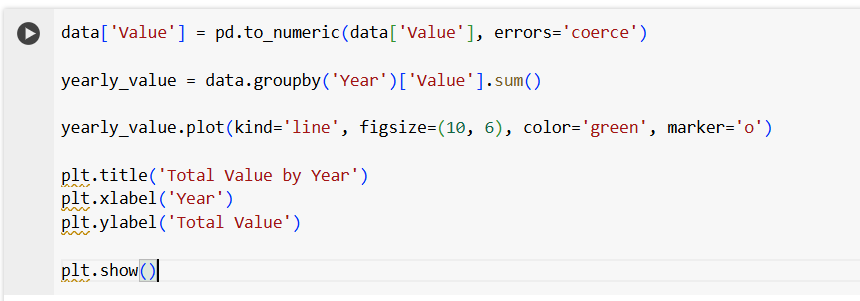 data['Value'] = pd.to_numeric(data['Value'], errors='coerce')
yearly_value = data.groupby('Year')['Value'].sum()
yearly_value.plot(kind='line', figsize=(10, 6), color='green', marker='o')
plt.title('Total Value by Year')
plt.xlabel('Year')
plt.ylabel('Total Value')
plt.show()